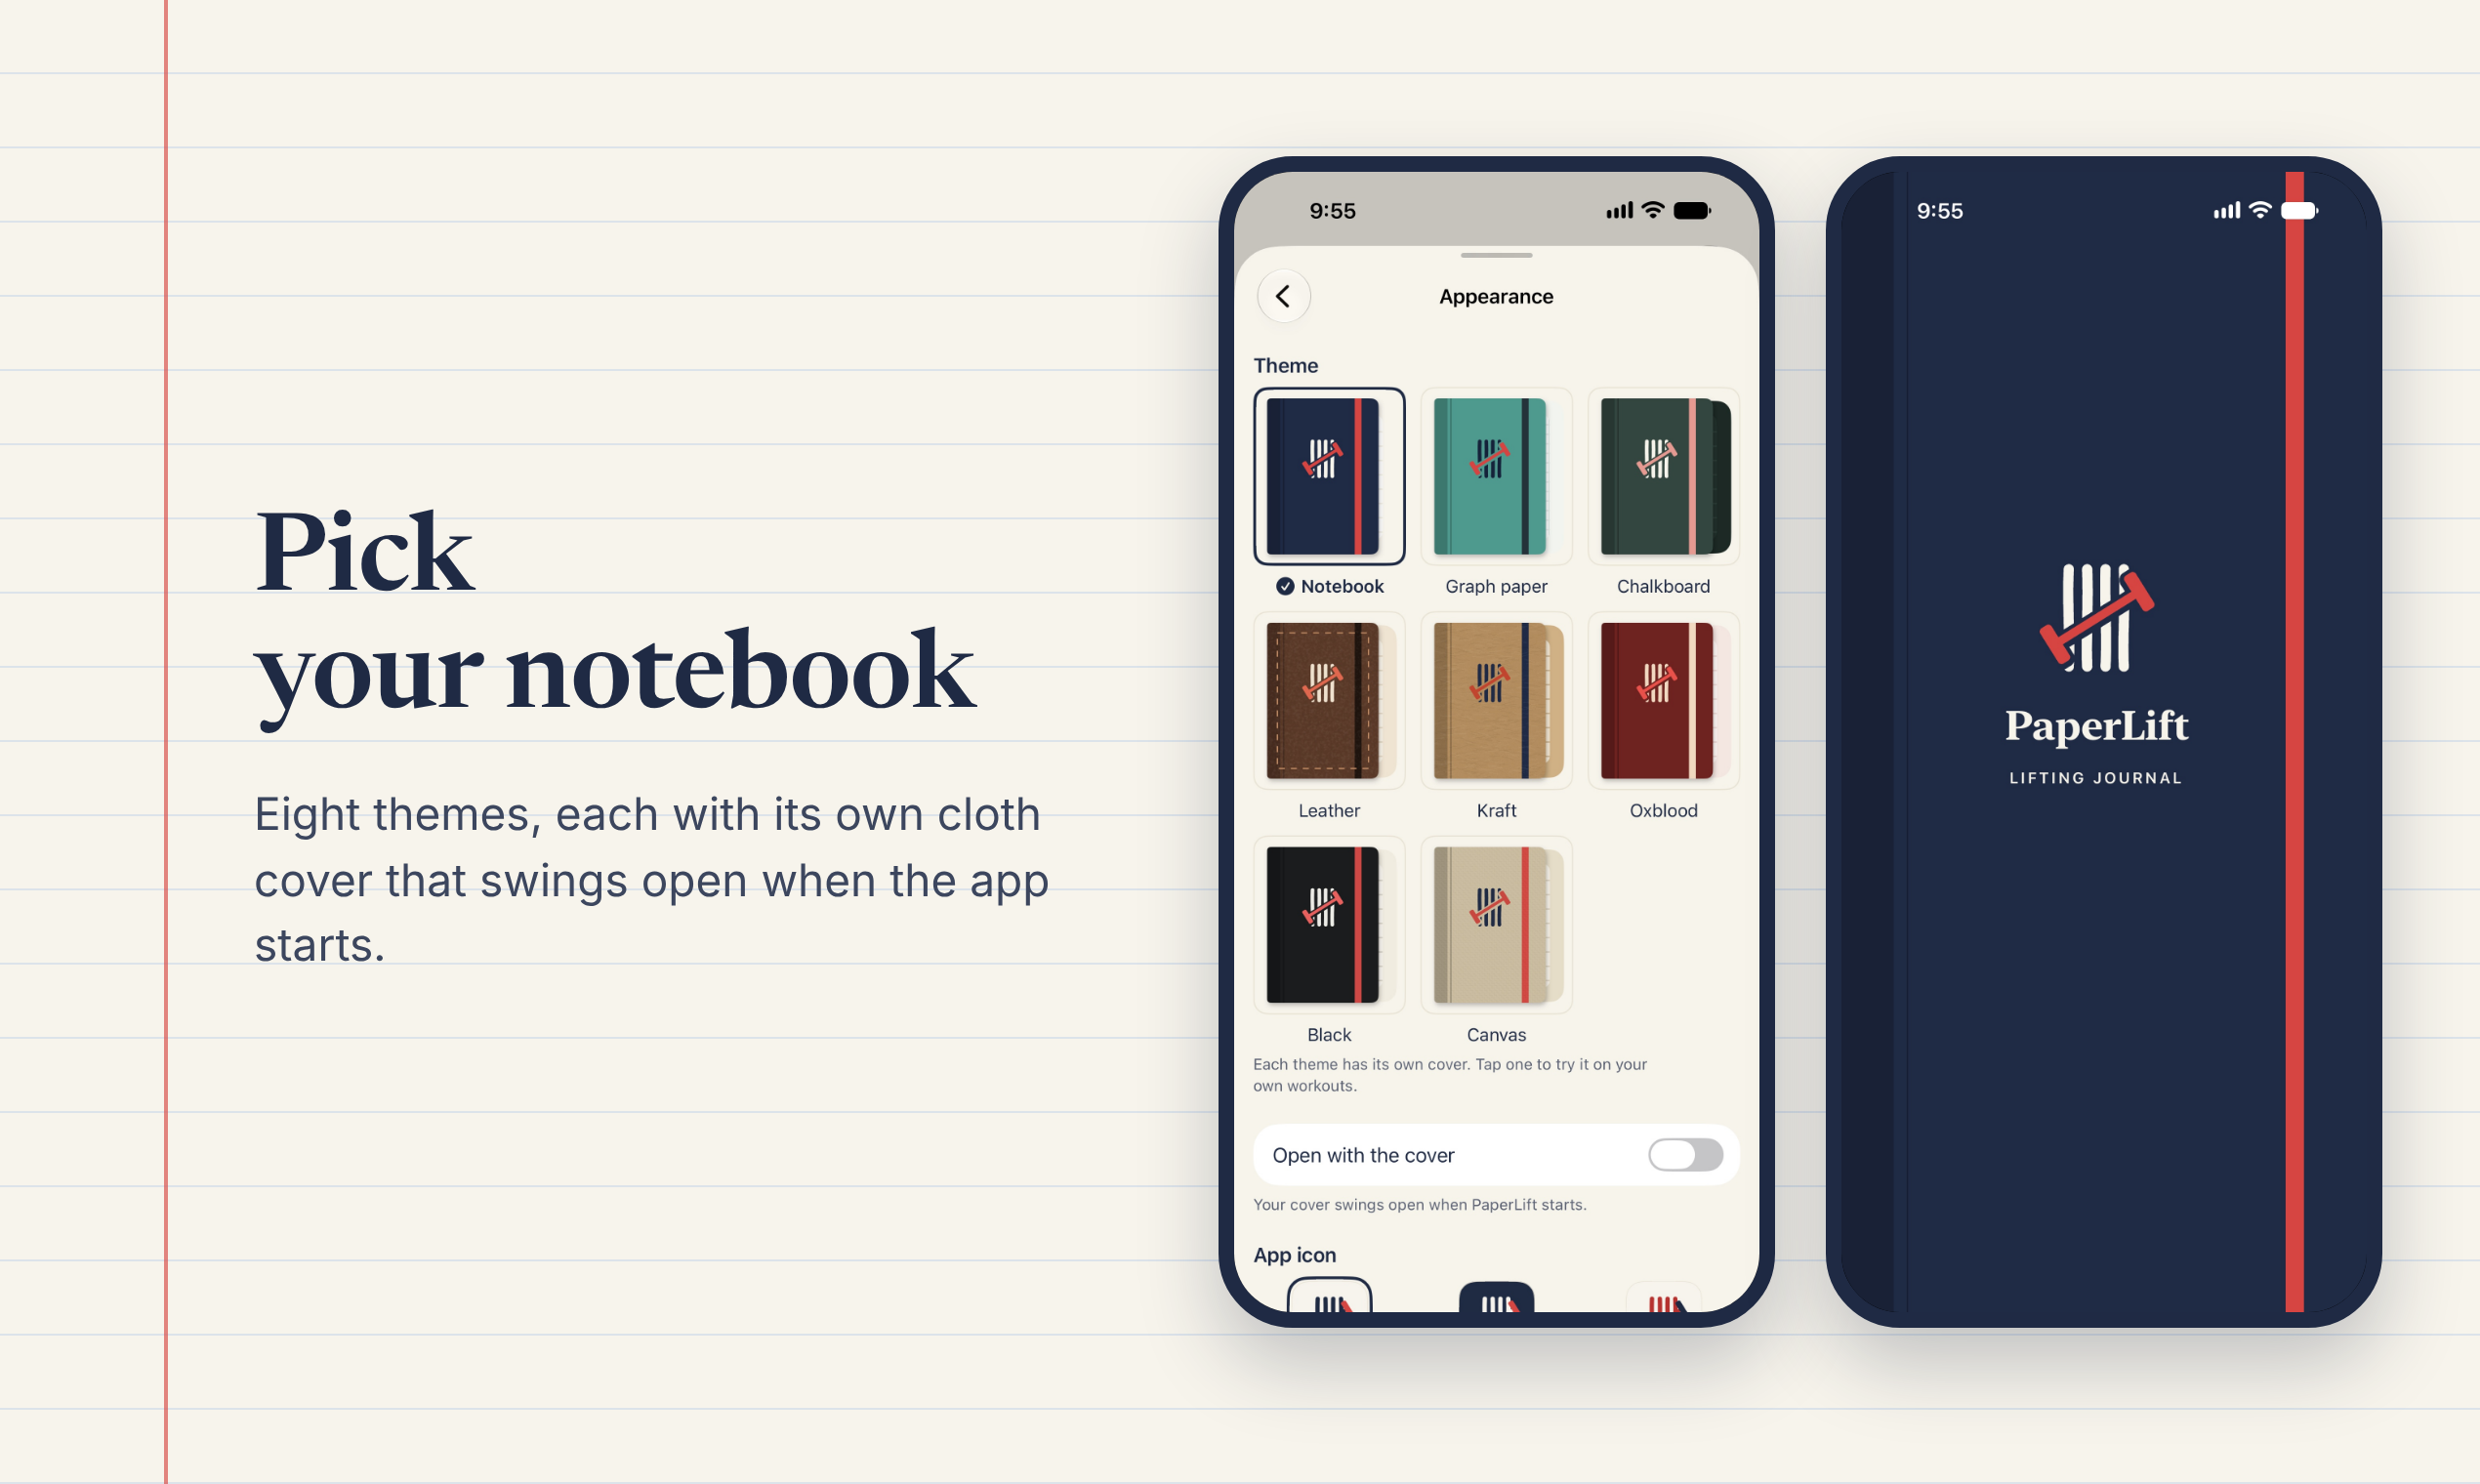 Pick
your notebook
Eight themes, each with its own cloth
cover that swings open when the app
starts.
9:55
Appearance
Theme
Notebook
Graph paper
Chalkboard
Leather
Kraft
Oxblood
Black
Canvas
Each theme has its own cover. Tap one to try it on your
own workouts.
Open with the cover
Your cover swings open when PaperLift starts.
App icon
9:55
PaperLift
LIFTING JOURNAL